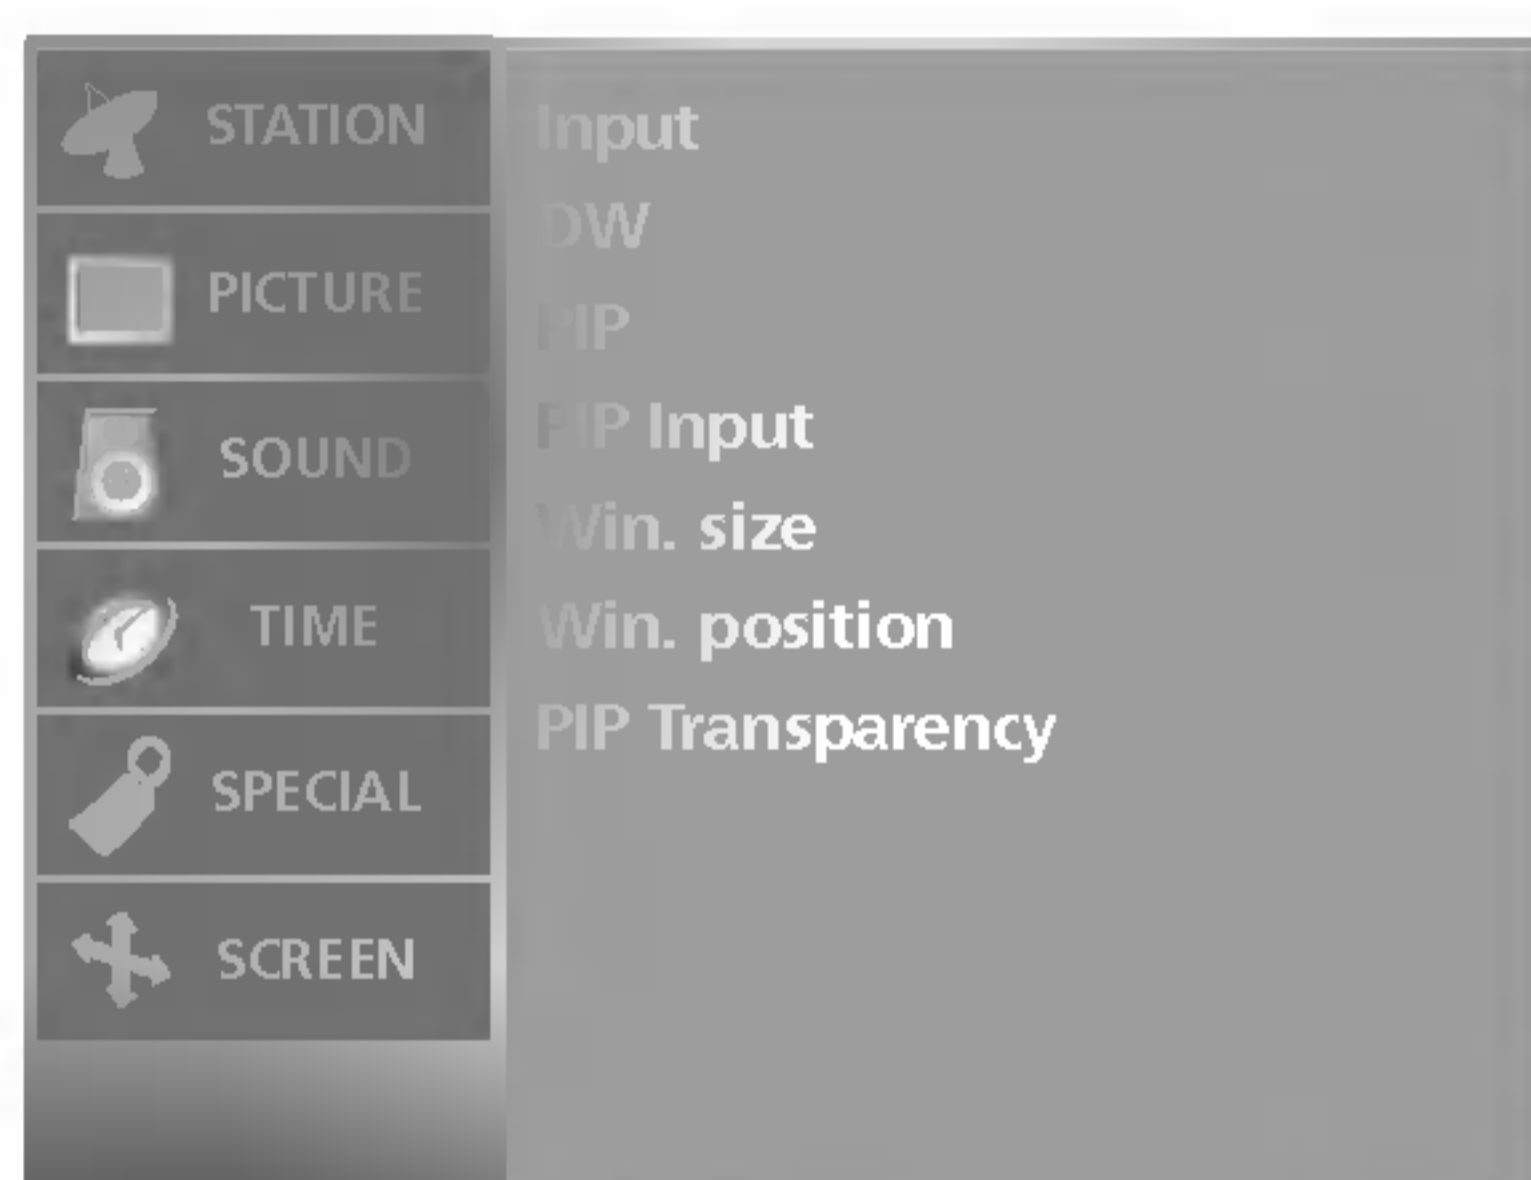 STATION
PICTURE
SOUND
TIME
SPECIAL
SCREEN
Input
DW
PIP
PIP Input
Win. size
Win. position
PIP Transparency